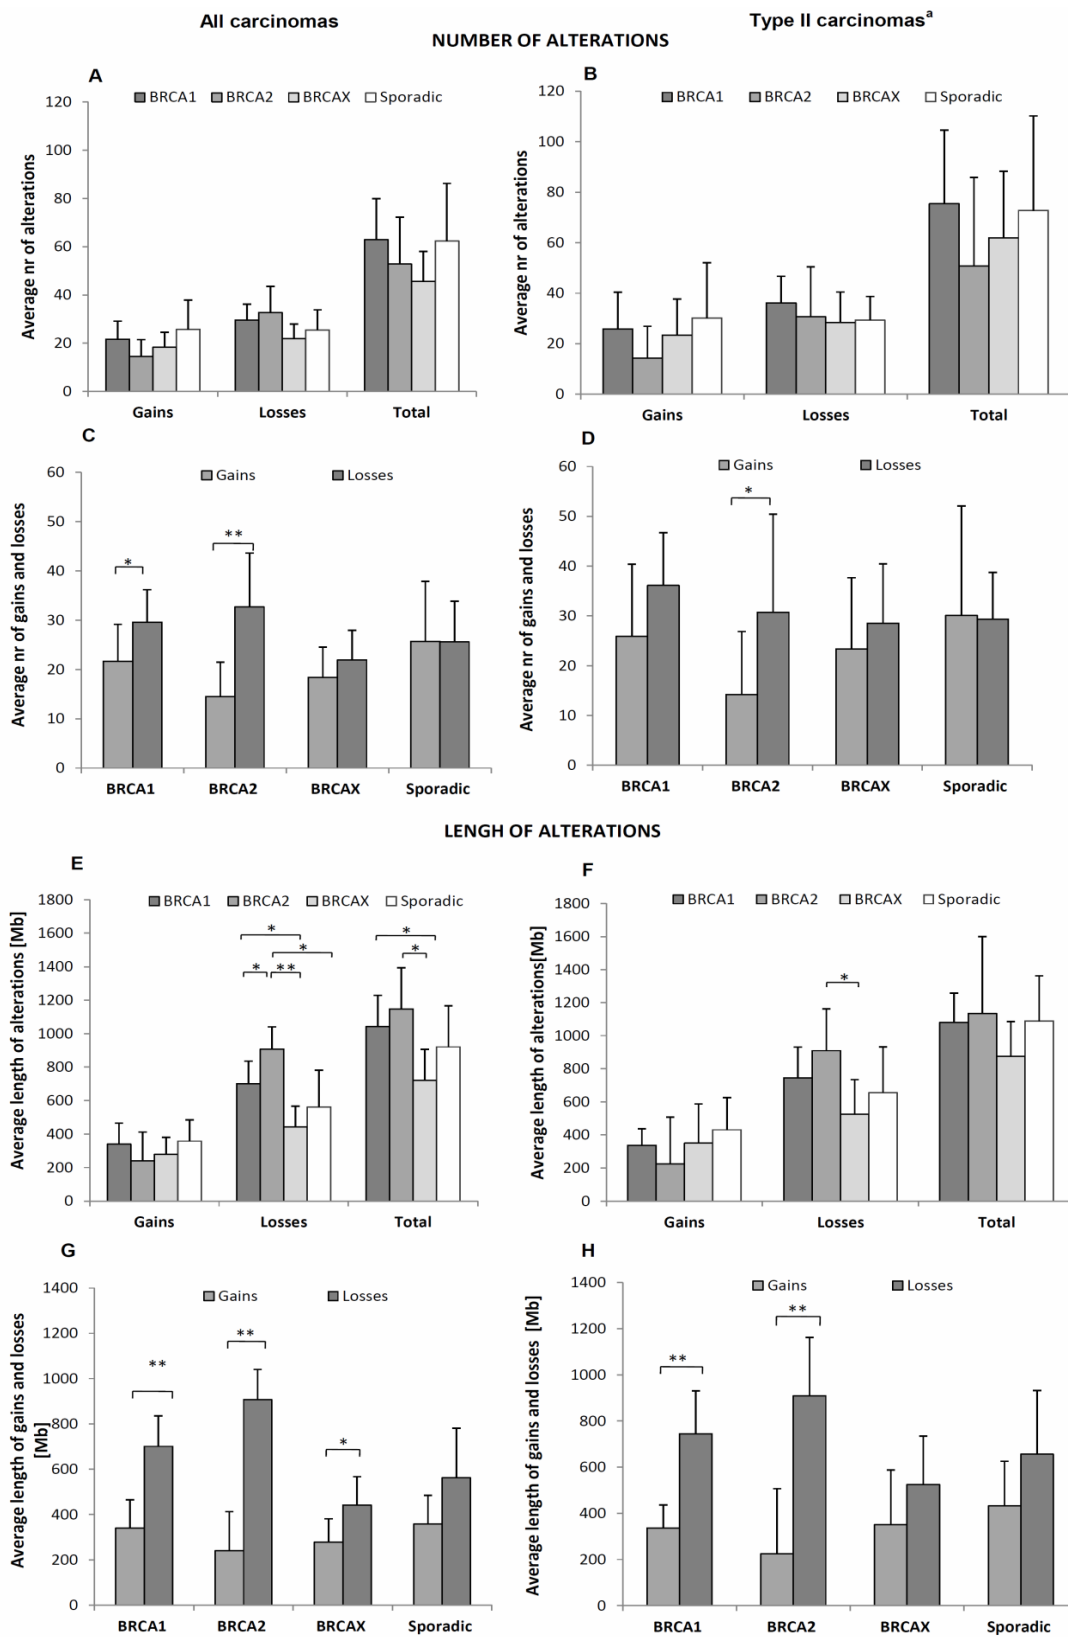 All carcinomas
Type II carcinomasa
NUMBER OF ALTERATIONS
A
BRCA1 BRCA2 BRCAX Sporadic
Average nr of alterations
120
100
80
60
40
20
0
Gains Losses Total
B
BRCA1 BRCA2 BRCAX Sporadic
Average nr of alterations
120
100
80
60
40
20
0
Gains Losses Total
C
Gains Losses
Average nr of gains and losses
60
50
40
30
20
10
0
*
**
BRCA1 BRCA2 BRCAX Sporadic
D
Gains Losses
Average nr of gains and losses
60
50
40
30
20
10
0
*
BRCA1 BRCA2 BRCAX Sporadic
LENGH OF ALTERATIONS
E
BRCA1 BRCA2 BRCAX Sporadic
Average length of alterations [Mb]
1800
1600
1400
1200
1000
800
600
400
200
0
* *
* *
* **
Gains Losses Total
F
BRCA1 BRCA2 BRCAX Sporadic
Average length of alterations[Mb]
1800
1600
1400
1200
1000
800
600
400
200
0
*
Gains Losses Total
G
Gains Losses
Average length of gains and losses
[Mb]
1400
1200
1000
800
600
400
200
0
**
**
*
BRCA1 BRCA2 BRCAX Sporadic
H
Gains Losses
Average length of gains and losses [Mb]
1400
1200
1000
800
600
400
200
0
**
**
BRCA1 BRCA2 BRCAX Sporadic